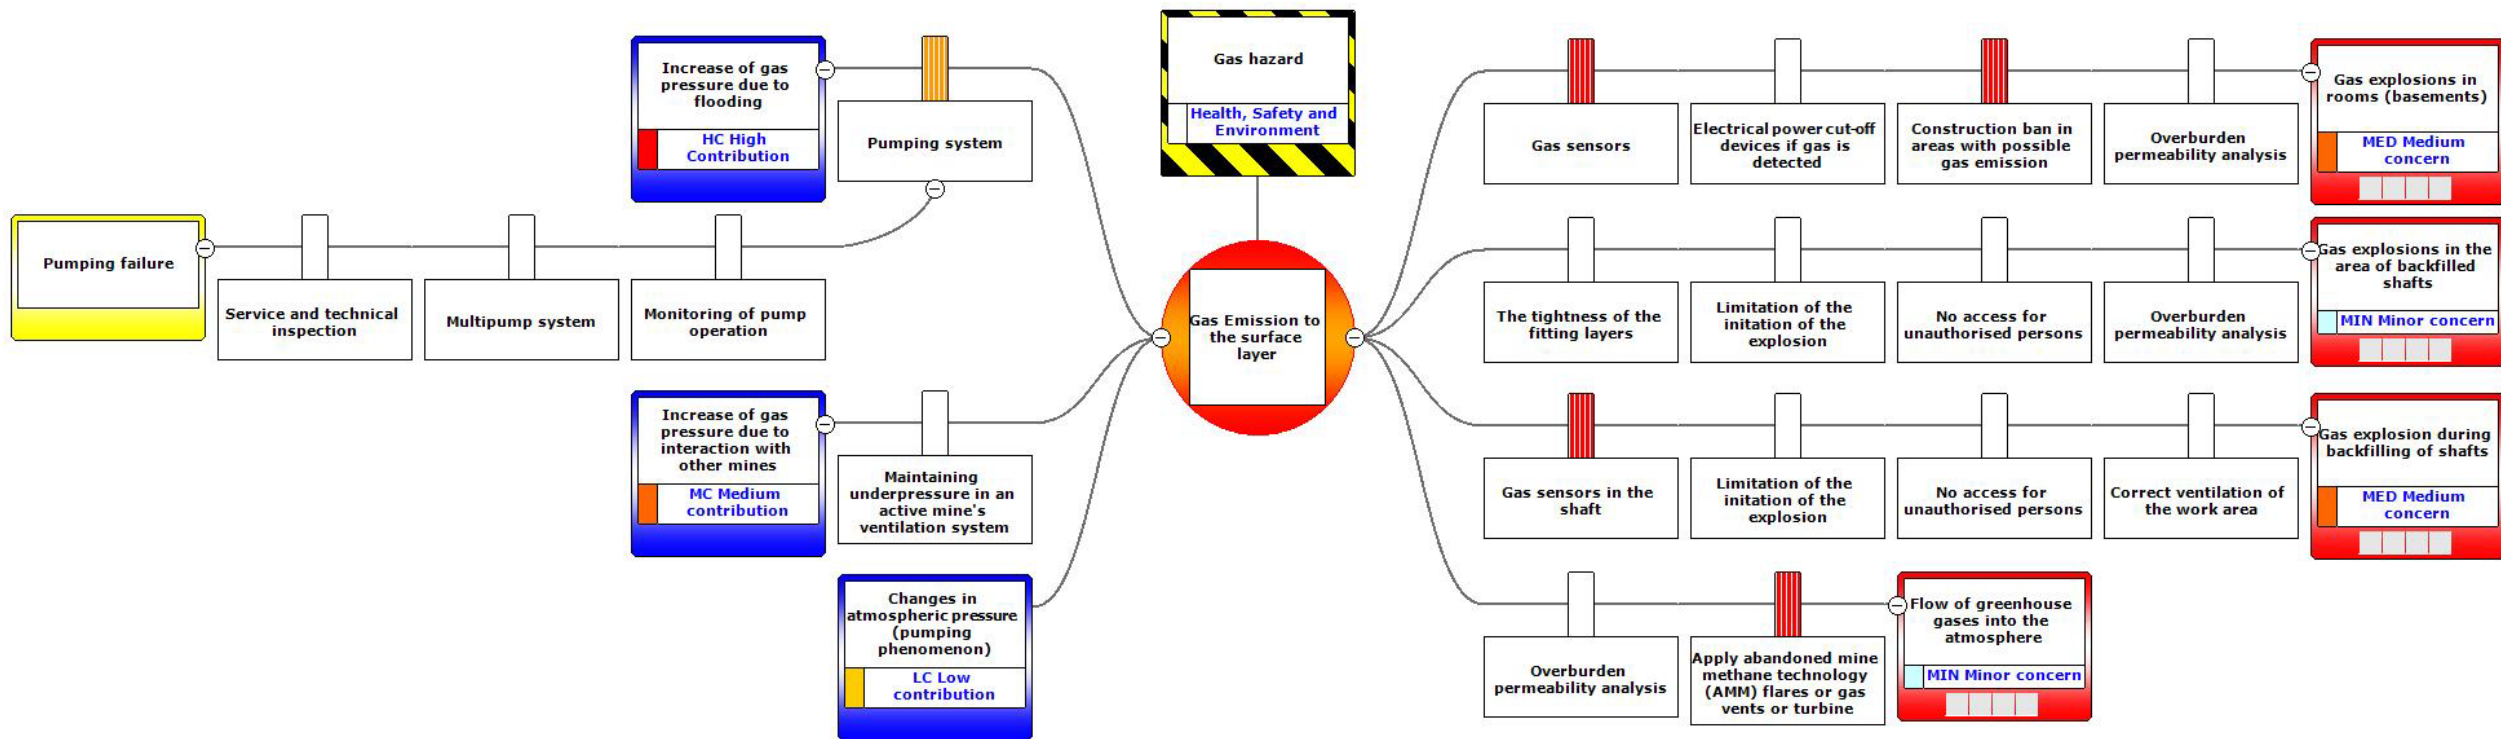 Increase of gas
pressure due to
flooding
HC High
Contribution
Pumping system
Pumping failure
Service and technical
inspection
Multipump system
Monitoring of pump
operation
Increase of gas
pressure due to
interaction with
other mines
MC Medium
contribution
Maintaining
underpressure in an
active mine's
ventilation system
Changes in
atmospheric pressure
(pumping
phenomenon)
LC Low
contribution
Gas hazard
Health, Safety and
Environment
Gas Emission to
the surface
layer
Gas sensors
Electrical power cut-off
devices if gas is
detected
Construction ban in
areas with possible
gas emission
Overburden
permeability analysis
Gas explosions in
rooms (basements)
MED Medium
concern
The tightness of the
fitting layers
Limitation of the
initation of the
explosion
No access for
unauthorised persons
Overburden
permeability analysis
Gas explosions in the
area of backfilled
shafts
MIN Minor concern
Gas sensors in the
shaft
Limitation of the
initation of the
explosion
No access for
unauthorised persons
Correct ventilation of
the work area
Gas explosion during
backfilling of shafts
MED Medium
concern
Overburden
permeability analysis
Apply abandoned mine
methane technology
(AMM) flares or gas
vents or turbine
Flow of greenhouse
gases into the
atmosphere
MIN Minor concern